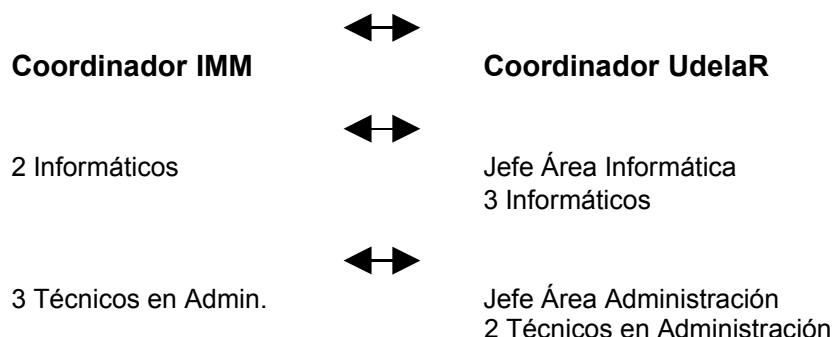 Coordinador IMM
Coordinador UdelaR
2 Informáticos
Jefe Área Informática
3 Informáticos
3 Técnicos en Admin.
Jefe Área Administración
2 Técnicos en Administración